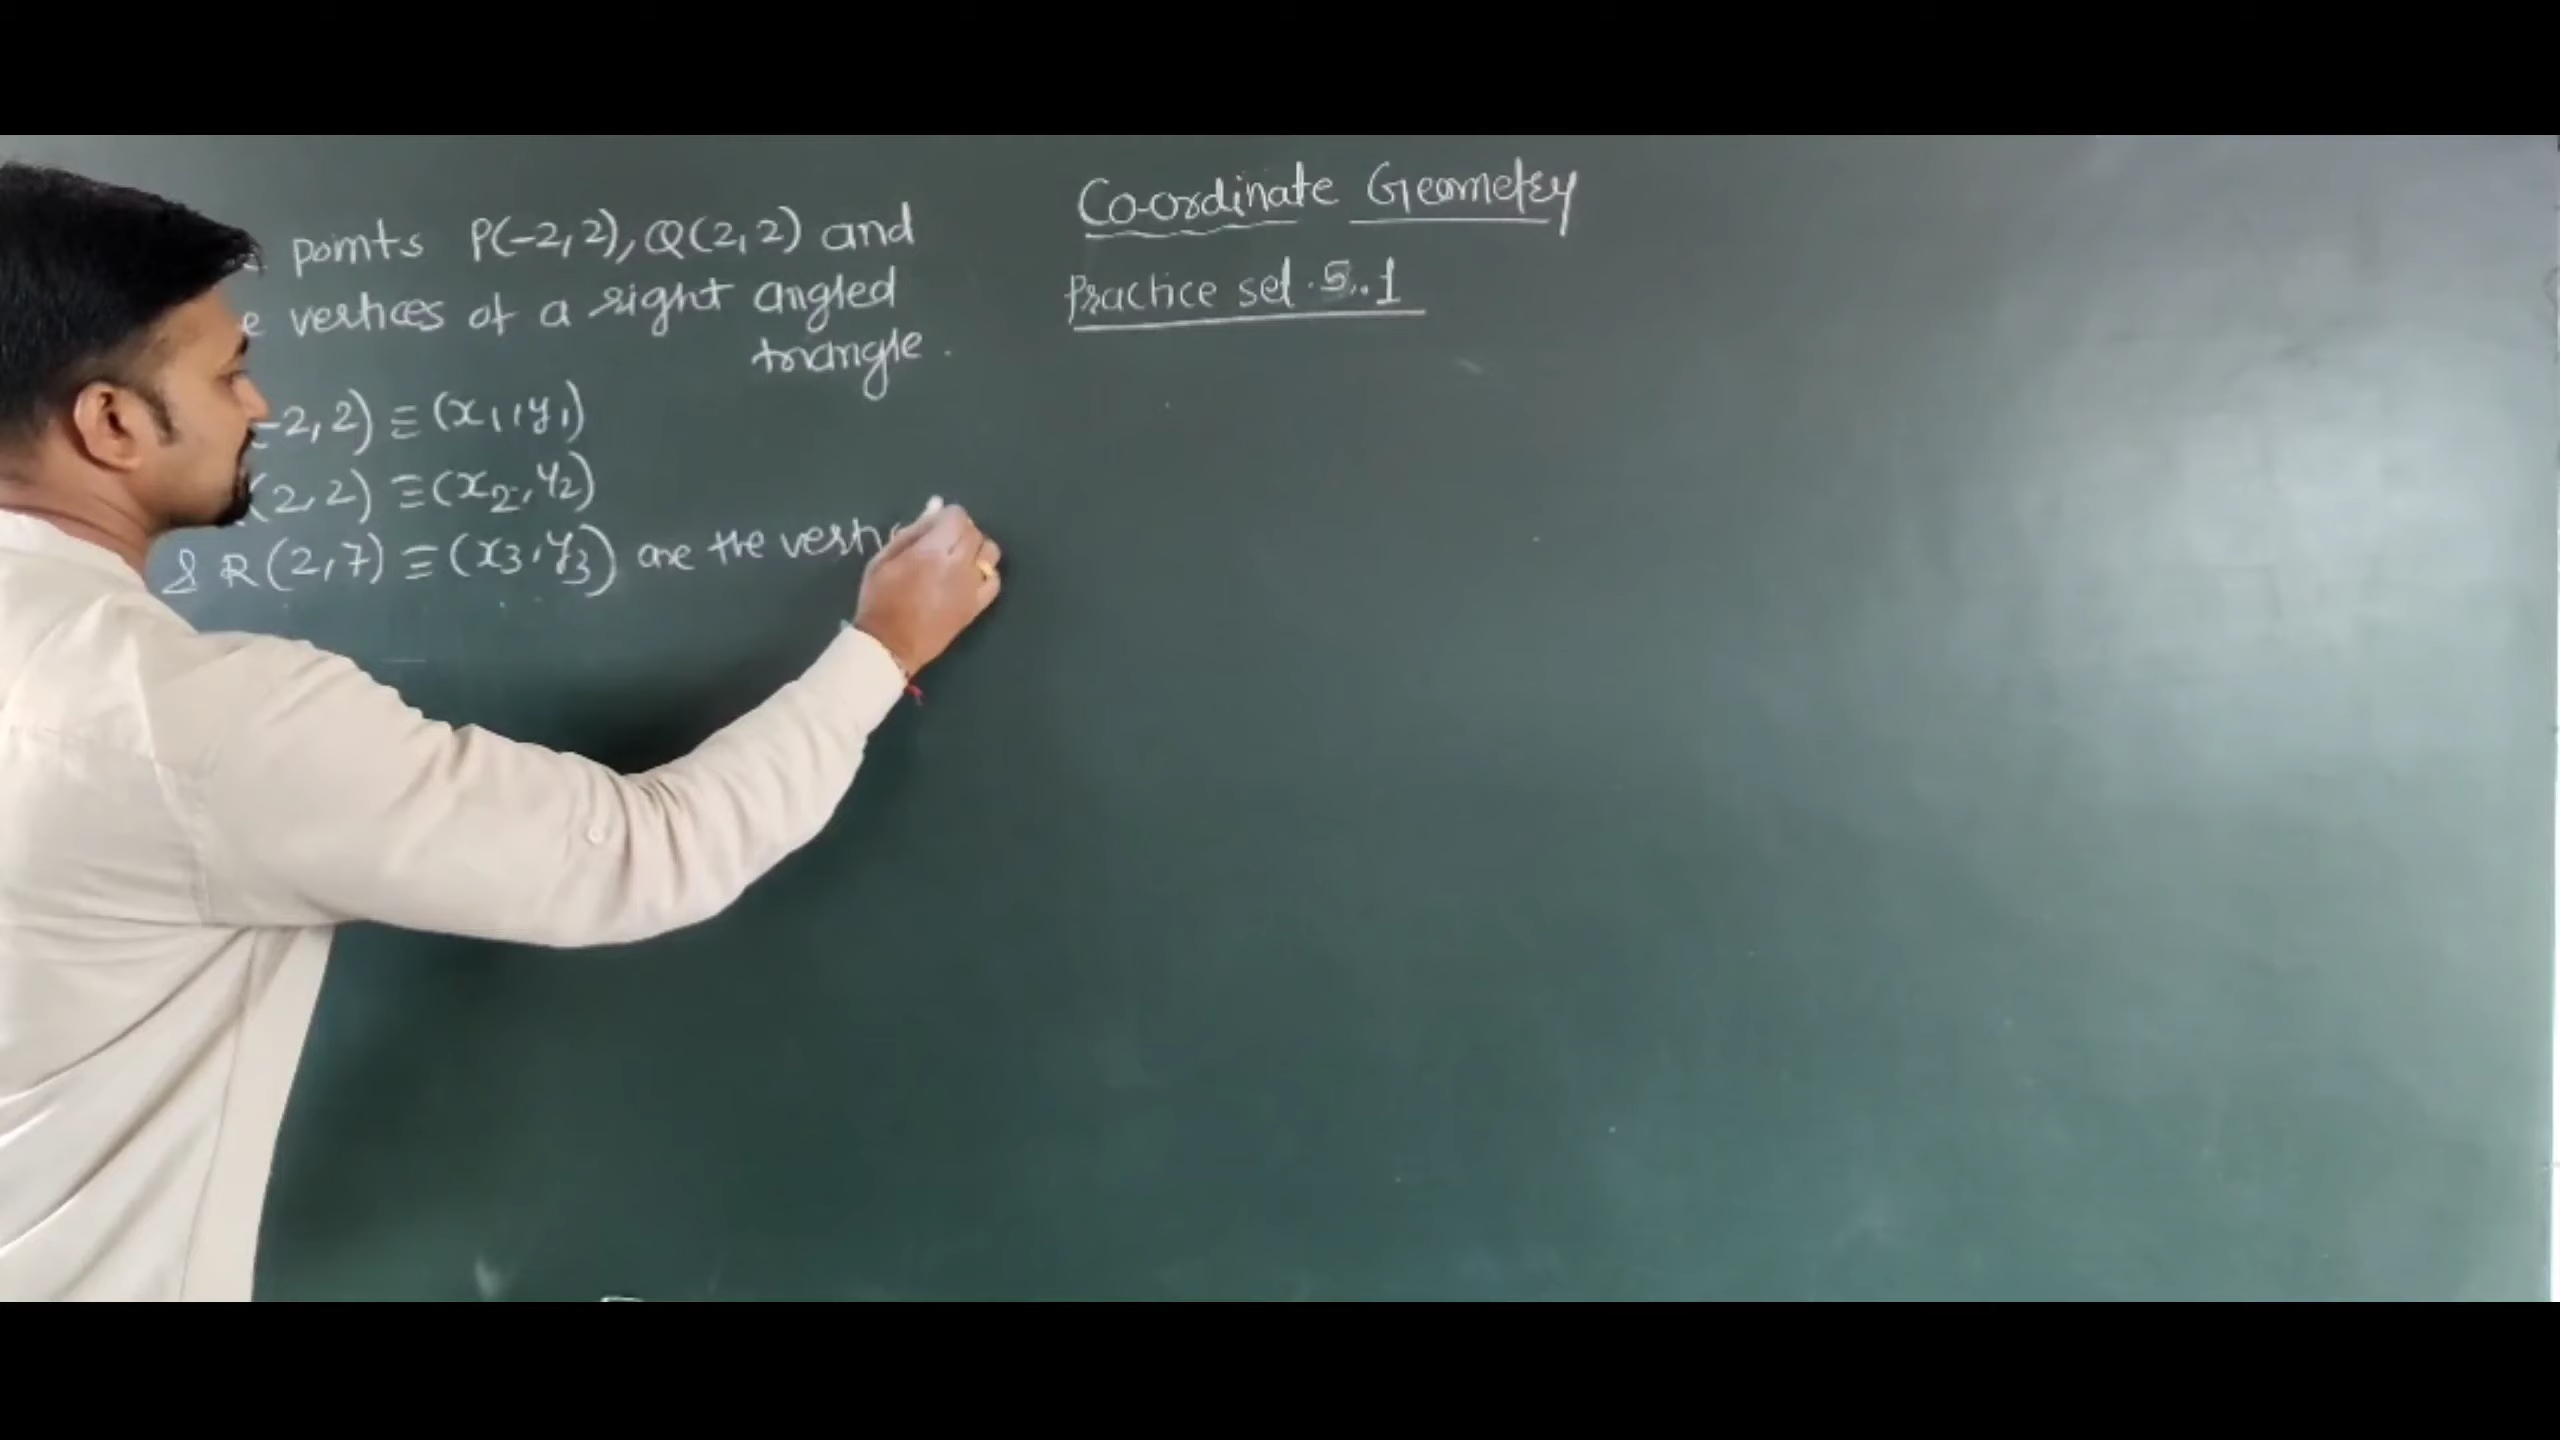 points P(-2,2), Q(2,2) and
vertices of a right angled
triangle.
-2,2) ≡ (x1, y1)
(2,2) ≡ (x2, y2)
& R(2,7) ≡ (x3, y3) are the
Co-ordinate Geometry
Practice set 5.1